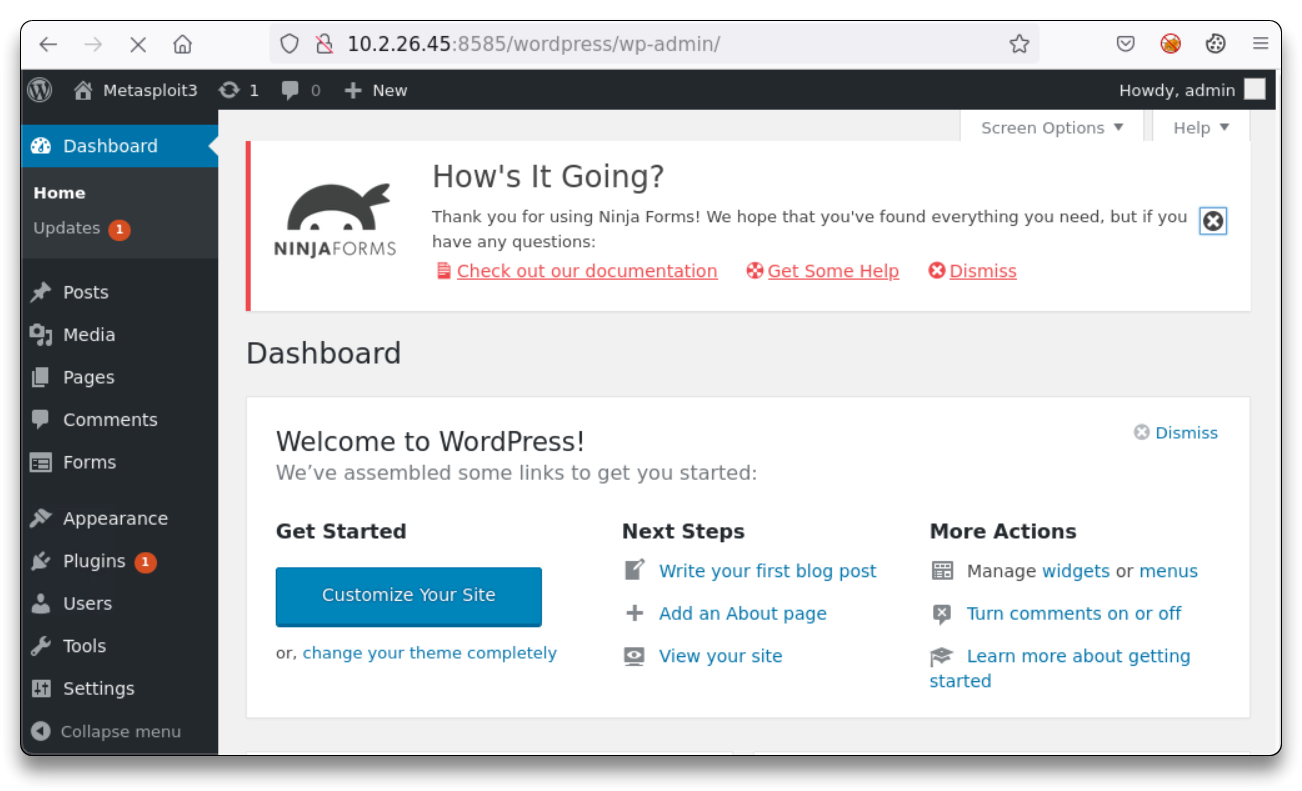 10.2.26.45:8585/wordpress/wp-admin/
Metasploit3 1 0 New Howdy, admin
Screen Options Help
Dashboard
Home
Updates 1
Posts
Media
Pages
Comments
Forms
Appearance
Plugins 1
Users
Tools
Settings
Collapse menu
NINJAFORMS
How's It Going?
Thank you for using Ninja Forms! We hope that you've found everything you need, but if you
have any questions:
Check out our documentation Get Some Help Dismiss
Dashboard
Welcome to WordPress!
Dismiss
We’ve assembled some links to get you started:
Get Started
Customize Your Site
or, change your theme completely
Next Steps
Write your first blog post
Add an About page
View your site
More Actions
Manage widgets or menus
Turn comments on or off
Learn more about getting
started